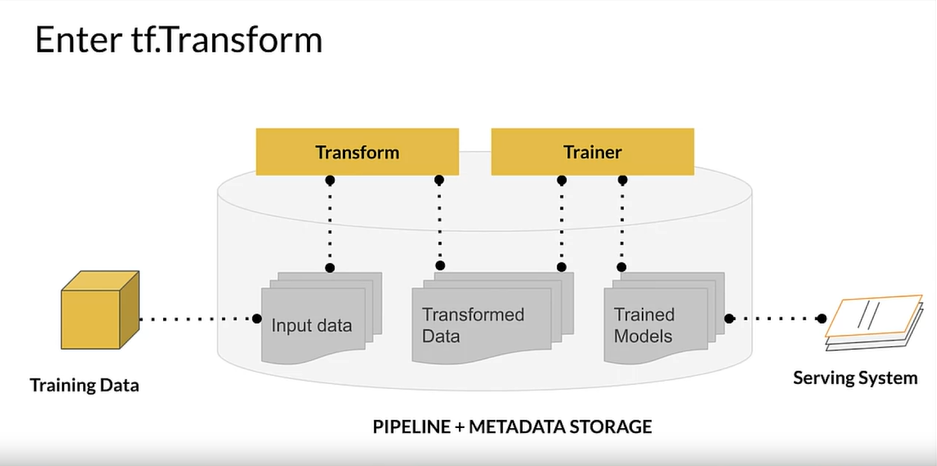 Enter tf.Transform
Transform
Trainer
Input data
Transformed
Data
Trained
Models
Training Data
Serving System
PIPELINE + METADATA STORAGE